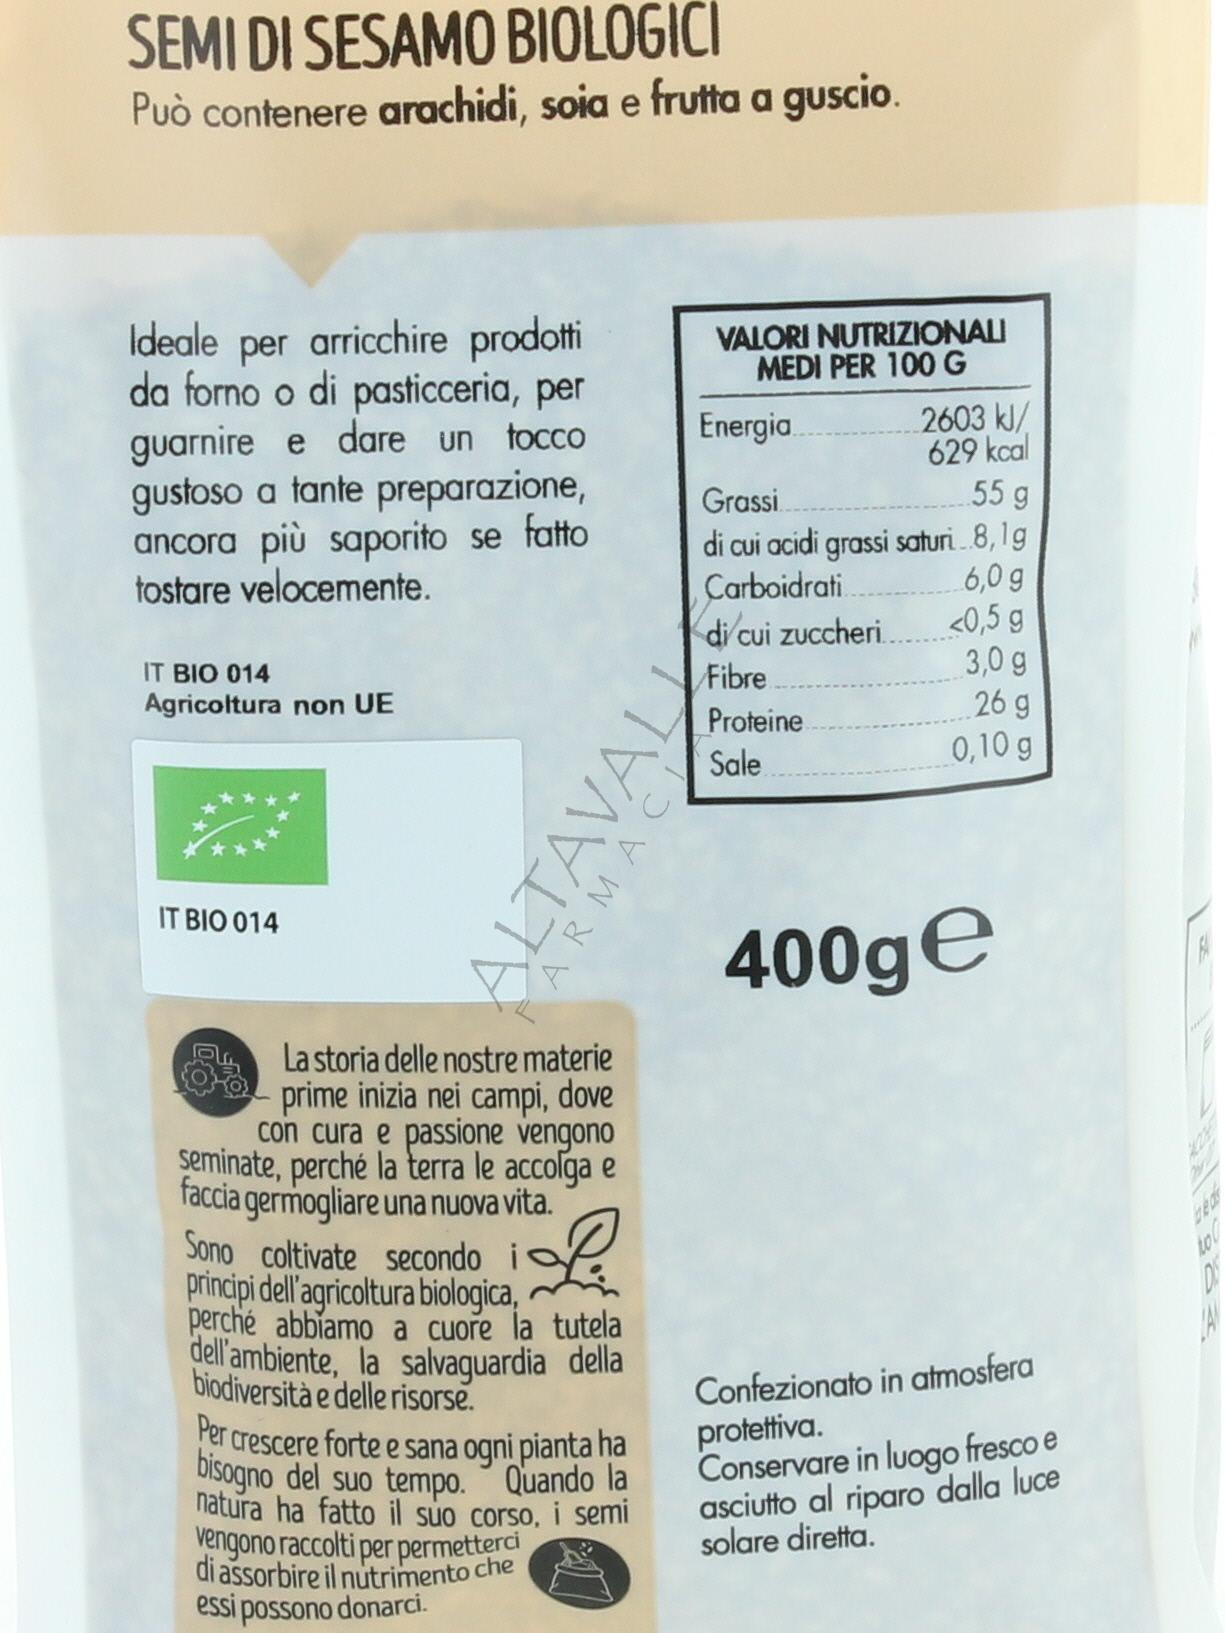 SEMI DI SESAMO BIOLOGICI
Può contenere arachidi, soia e frutta a guscio.
Ideale per arricchire prodotti
da forno o di pasticceria, per
guarnire e dare un tocco
gustoso a tante preparazione,
ancora più saporito se fatto
tostare velocemente.
IT BIO 014
Agricoltura non UE
IT BIO 014
VALORI NUTRIZIONALI
MEDI PER 100 G
Energia 2603 kJ/
629 kcal
Grassi 55 g
di cui acidi grassi saturi 8,1g
Carboidrati 6,0 g
di cui zuccheri <0,5 g
Fibre 3,0 g
Proteine 26 g
Sale 0,10 g
ALTAVALLE
FARMACIA
400g e
La storia delle nostre materie
prime inizia nei campi, dove
con cura e passione vengono
seminate, perché la terra le accolga e
faccia germogliare una nuova vita.
Sono coltivate secondo i
principi dell'agricoltura biologica,
perché abbiamo a cuore la tutela
dell'ambiente, la salvaguardia della
biodiversità e delle risorse.
Per crescere forte e sana ogni pianta ha
bisogno del suo tempo. Quando la
natura ha fatto il suo corso, i semi
vengono raccolti per permetterci
di assorbire il nutrimento che
essi possono donarci.
Confezionato in atmosfera
protettiva.
Conservare in luogo fresco e
asciutto al riparo dalla luce
solare diretta.